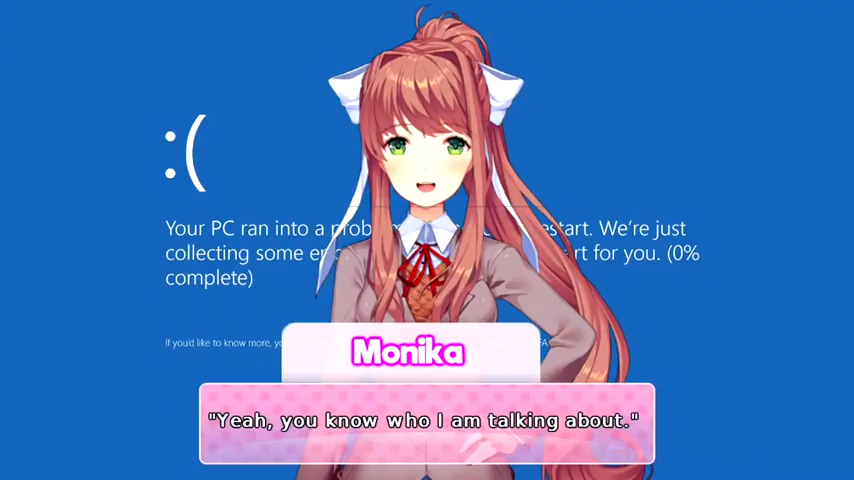 :(
Your PC ran into a prob estart. We're just
collecting some er rt for you. (0%
complete)
If you'd like to know more, yo
Monika
"Yeah, you know who I am talking about."